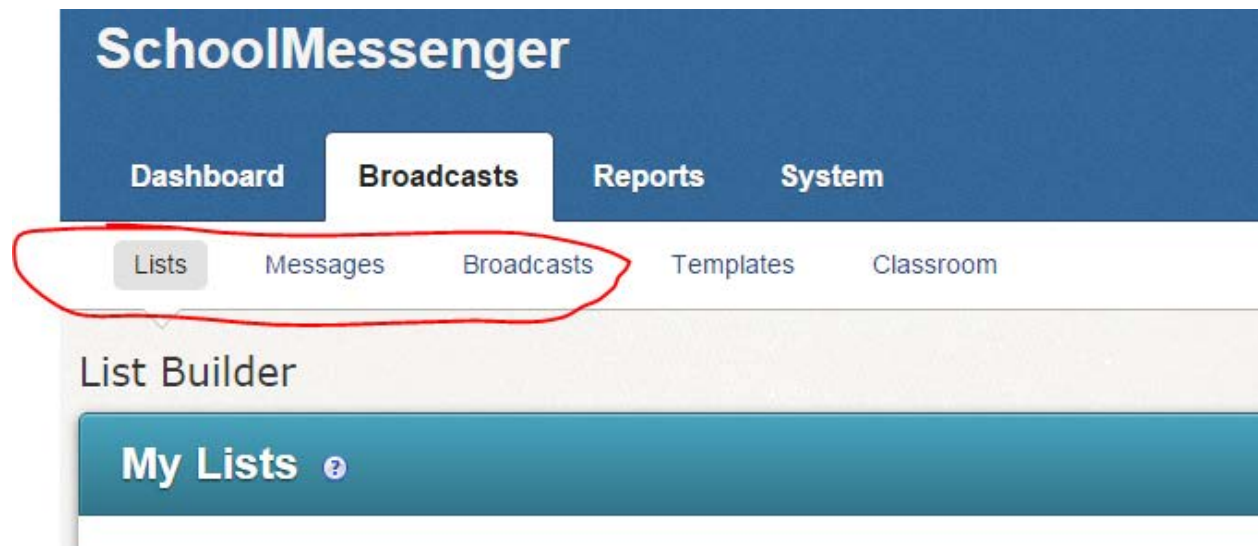 SchoolMessenger
Dashboard Broadcasts Reports System
Lists Messages Broadcasts Templates Classroom
List Builder
My Lists ?